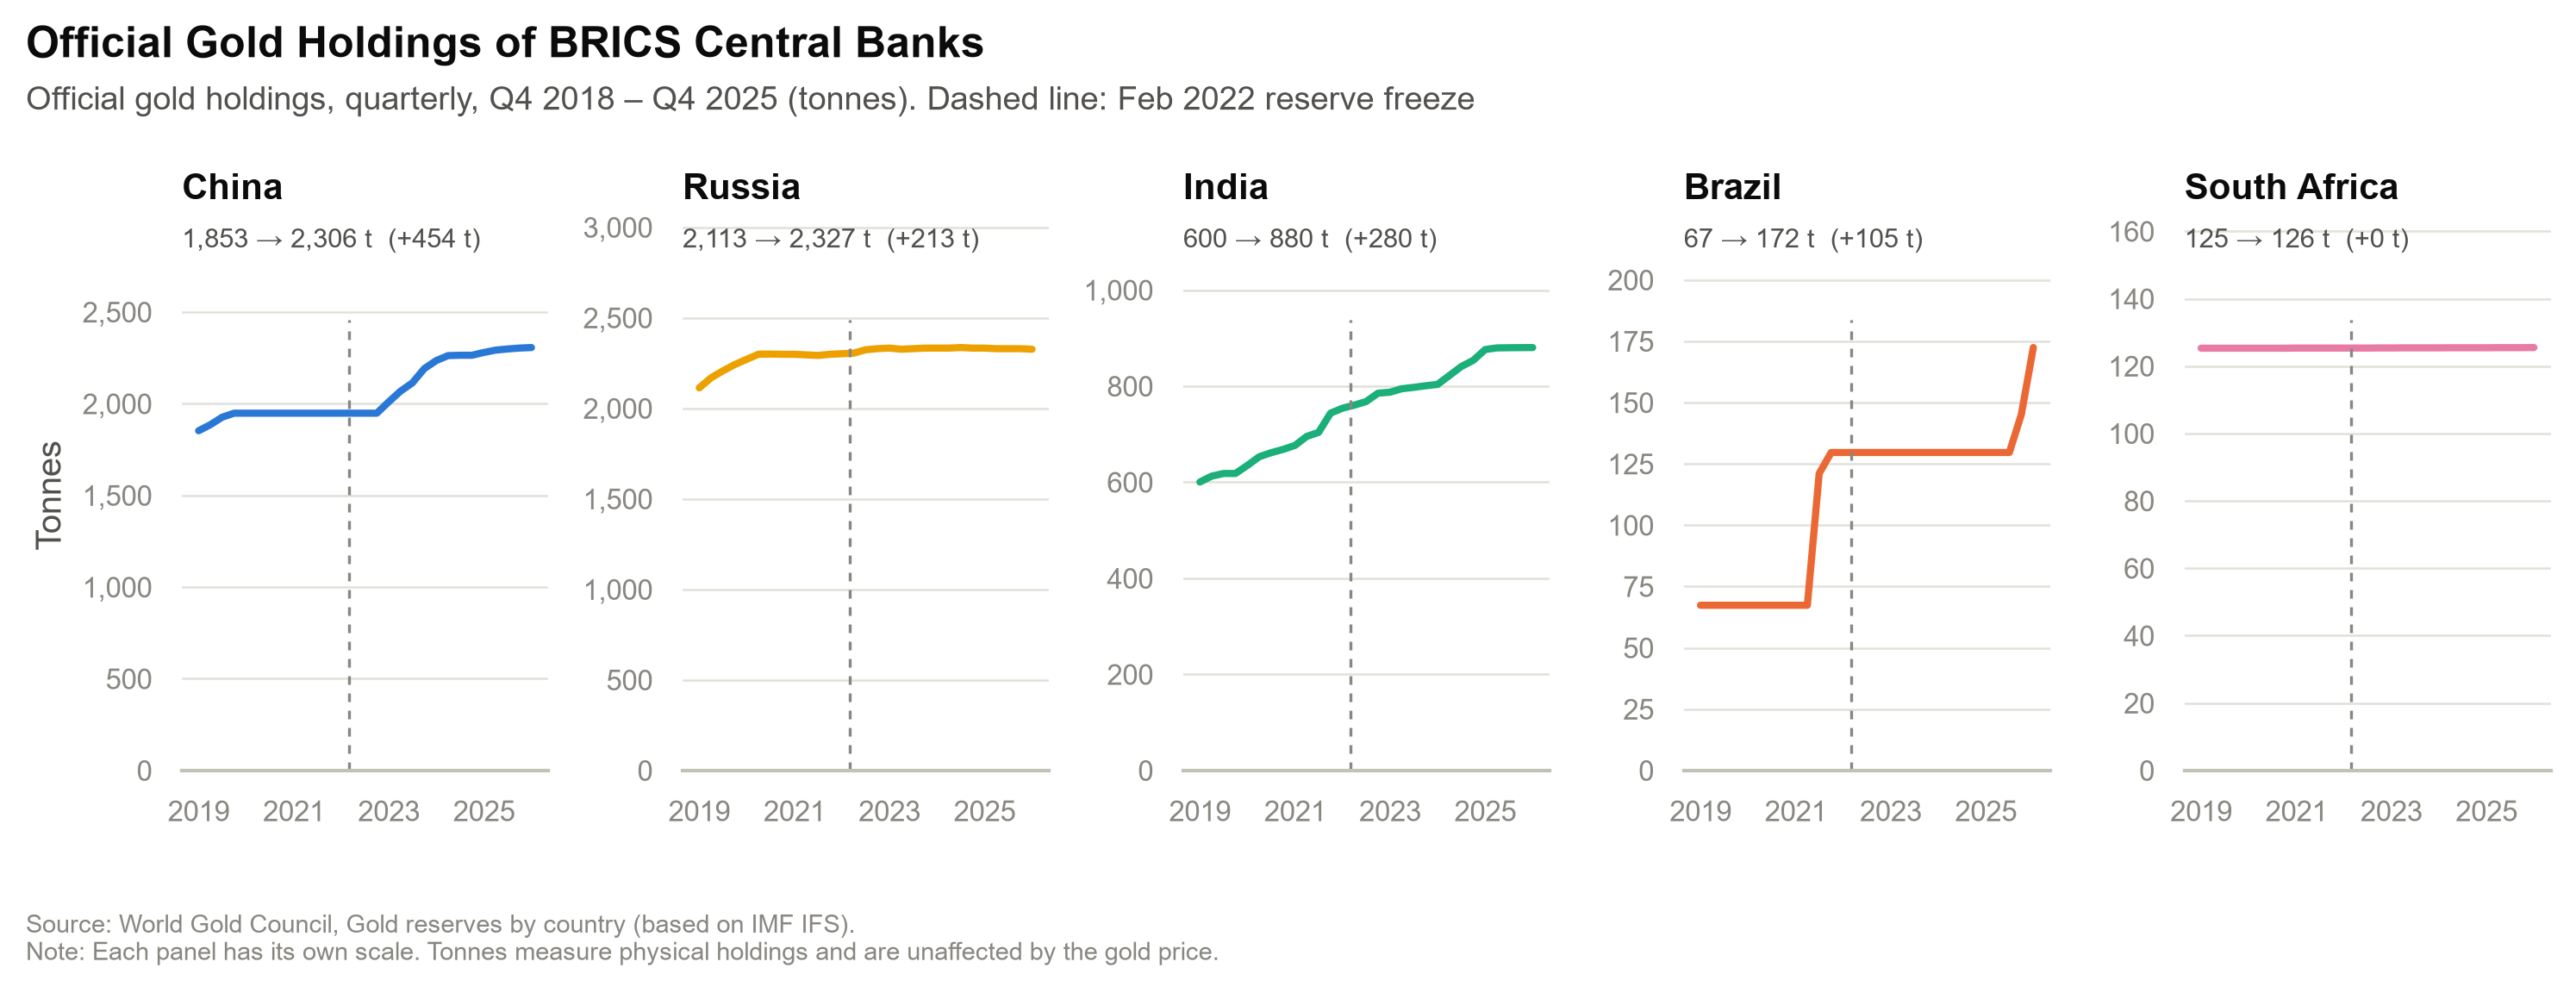 Official Gold Holdings of BRICS Central Banks
Official gold holdings, quarterly, Q4 2018 – Q4 2025 (tonnes). Dashed line: Feb 2022 reserve freeze
Tonnes
China
1,853 → 2,306 t (+454 t)
2,500
2,000
1,500
1,000
500
0
2019 2021 2023 2025
Russia
2,113 → 2,327 t (+213 t)
3,000
2,500
2,000
1,500
1,000
500
0
2019 2021 2023 2025
India
600 → 880 t (+280 t)
1,000
800
600
400
200
0
2019 2021 2023 2025
Brazil
67 → 172 t (+105 t)
200
175
150
125
100
75
50
25
0
2019 2021 2023 2025
South Africa
125 → 126 t (+0 t)
160
140
120
100
80
60
40
20
0
2019 2021 2023 2025
Source: World Gold Council, Gold reserves by country (based on IMF IFS).
Note: Each panel has its own scale. Tonnes measure physical holdings and are unaffected by the gold price.